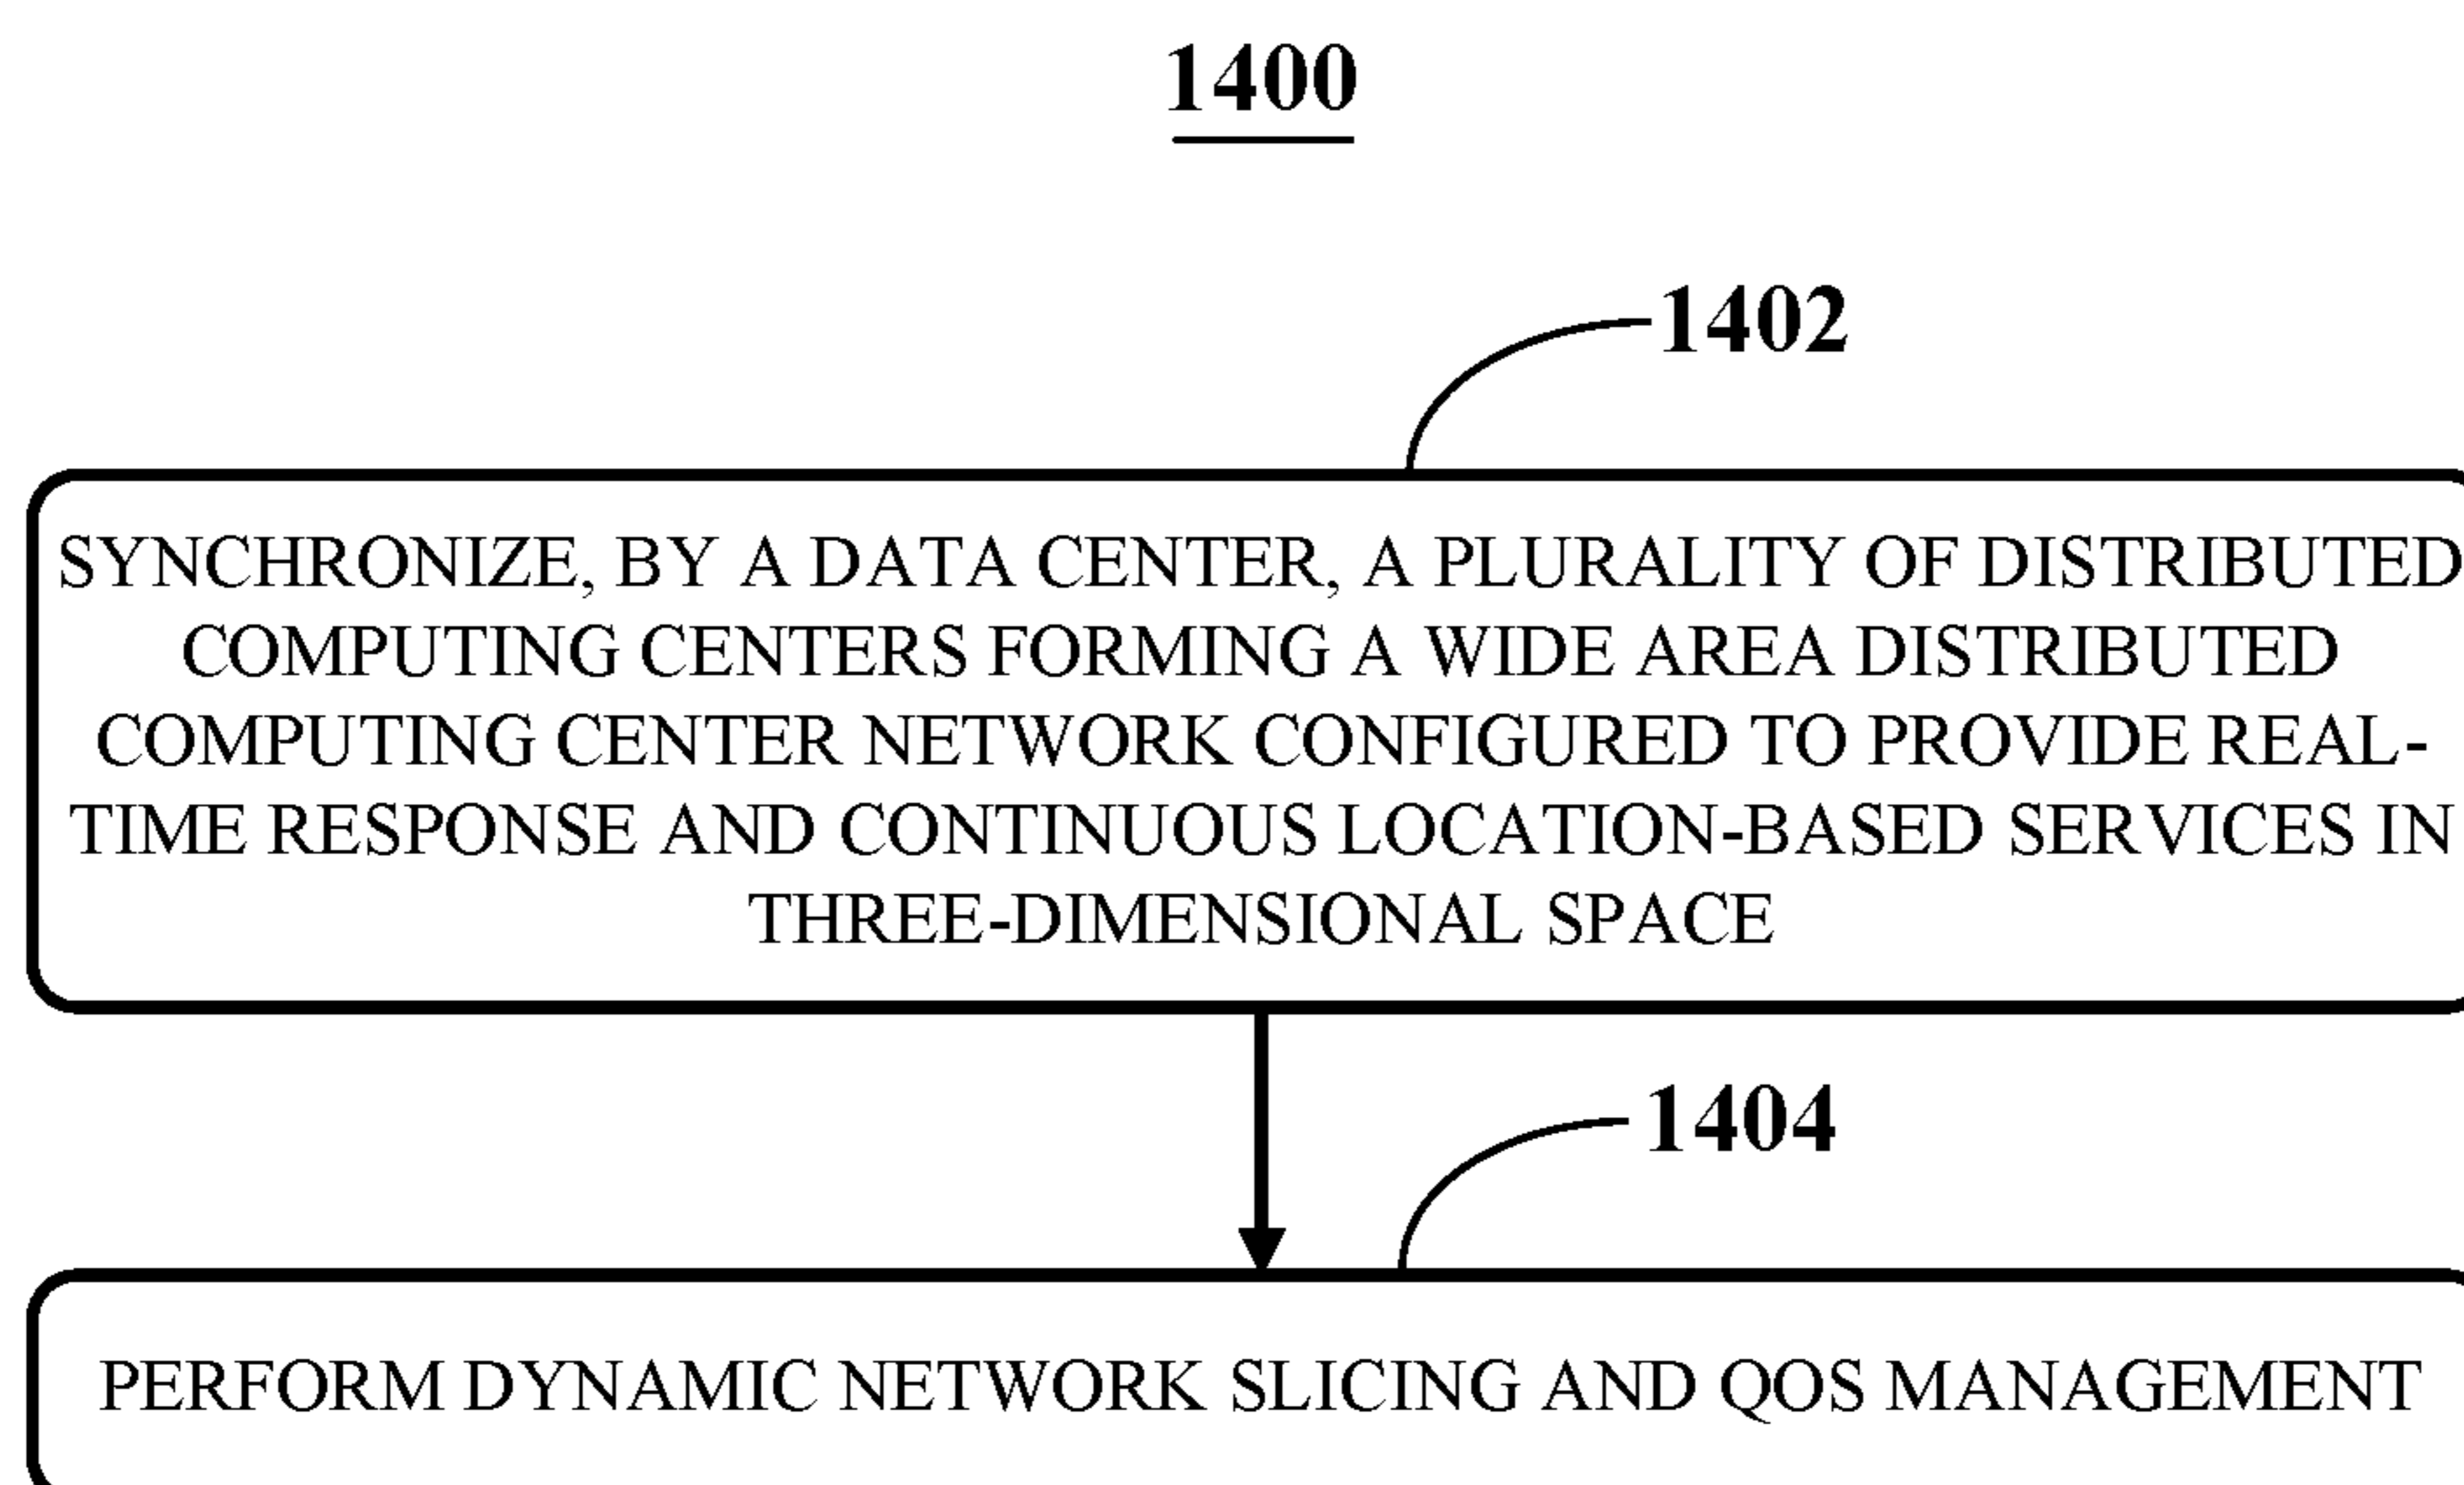 1400
1402
SYNCHRONIZE, BY A DATA CENTER, A PLURALITY OF DISTRIBUTED
COMPUTING CENTERS FORMING A WIDE AREA DISTRIBUTED
COMPUTING CENTER NETWORK CONFIGURED TO PROVIDE REAL-
TIME RESPONSE AND CONTINUOUS LOCATION-BASED SERVICES IN
THREE-DIMENSIONAL SPACE
1404
PERFORM DYNAMIC NETWORK SLICING AND QOS MANAGEMENT